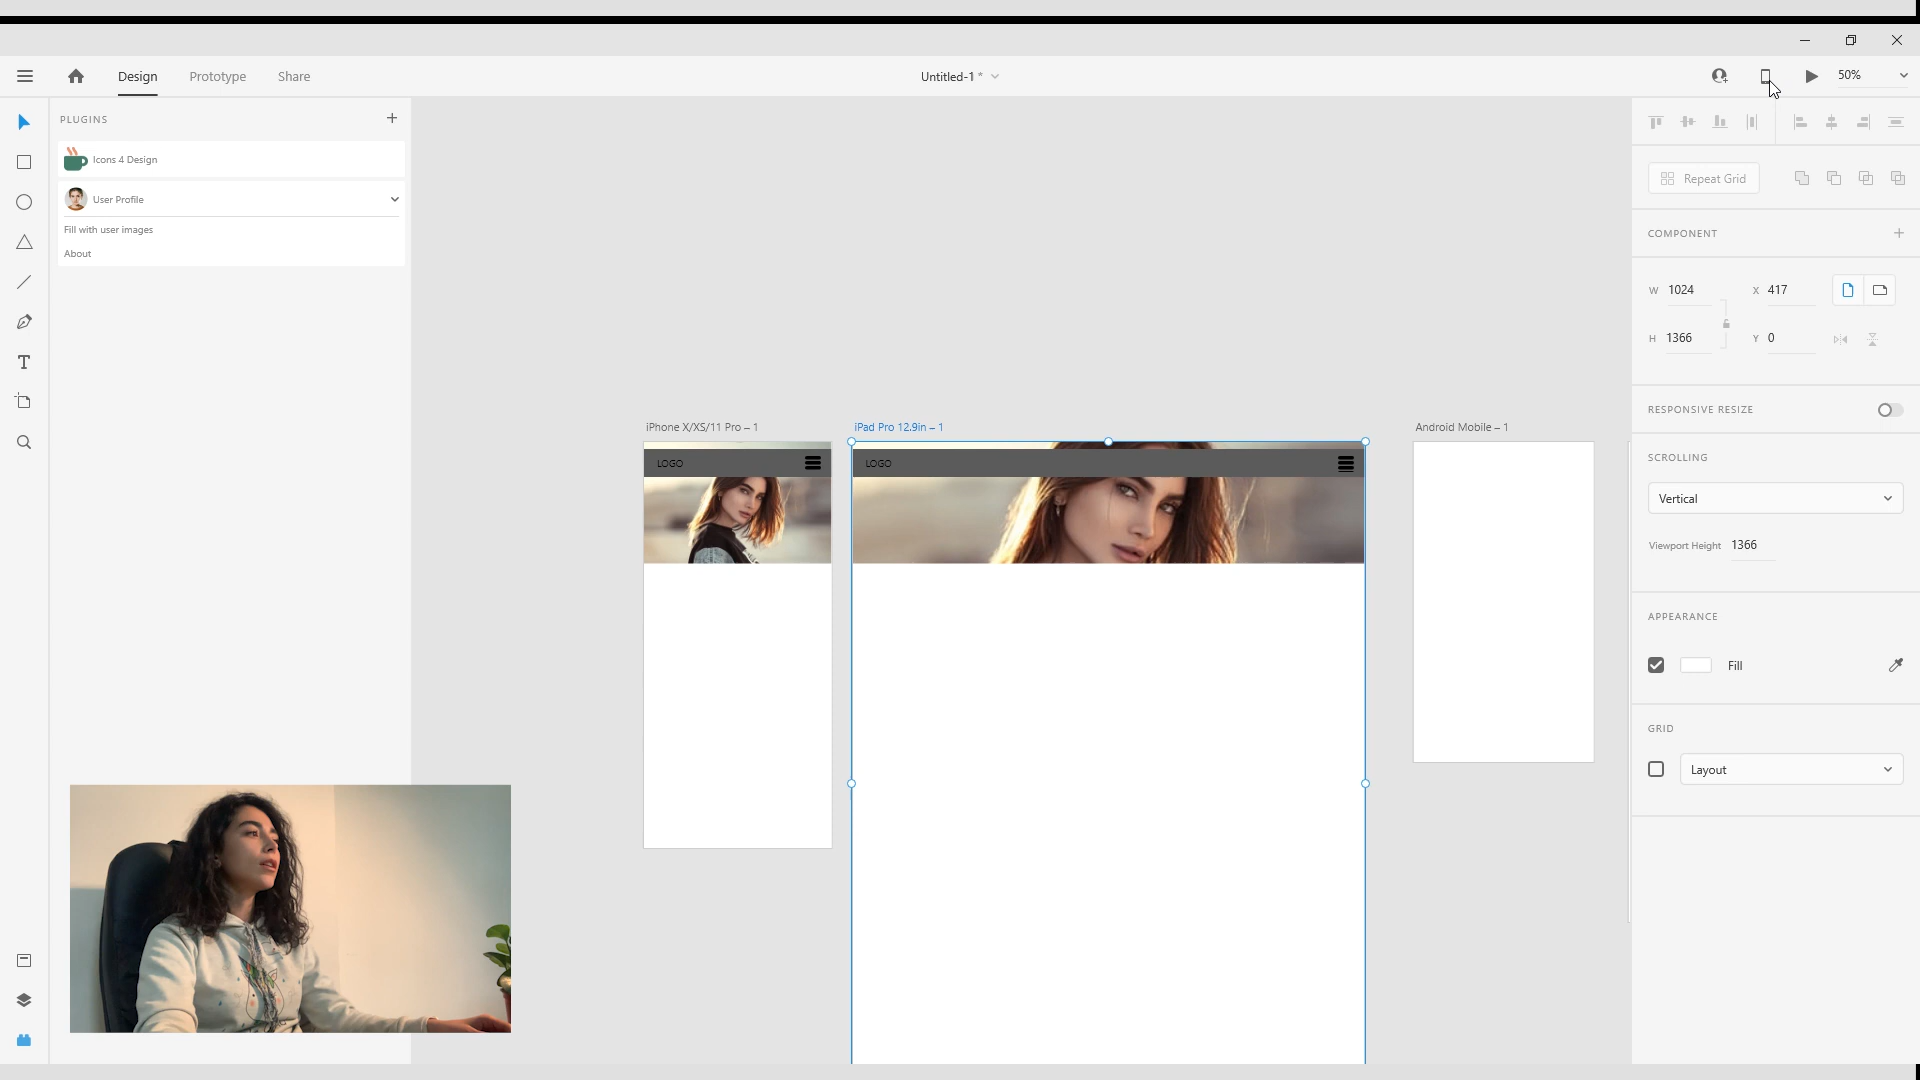 Design Prototype Share
Untitled-1 *
50%
PLUGINS
Icons 4 Design
User Profile
Fill with user images
About
iPhone X/XS/11 Pro – 1
iPad Pro 12.9in – 1
Android Mobile – 1
LOGO
LOGO
Repeat Grid
COMPONENT
W 1024 X 417
H 1366 Y 0
RESPONSIVE RESIZE
SCROLLING
Vertical
Viewport Height 1366
APPEARANCE
Fill
GRID
Layout